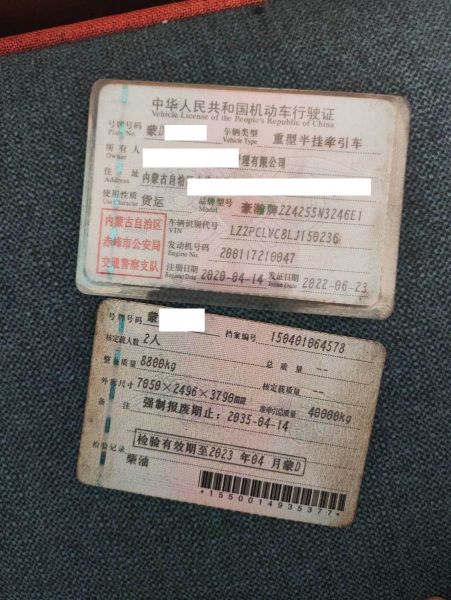 中华人民共和国机动车行驶证
Vehicle License of the People's Republic of China
号牌号码 蒙D 车辆类型 重型半挂牵引车
Plate No. Vehicle Type
所有人 理有限公司
Owner
住址 内蒙古自治区
Address
使用性质 货运 品牌型号 豪瀚牌ZZ4255N3246E1
Use Character Model
内蒙古自治区
赤峰市公安局
交通警察支队
车辆识别代号 LZZPCLVC8LJ150236
VIN
发动机号码 200117210047
Engine No.
注册日期 2020-04-14 发证日期 2022-06-23
Register Date Issue Date
号牌号码 蒙 档案编号 150401064578
核定载人数 2人 总质量 --
整备质量 8800kg 核定载质量 --
外廓尺寸 7050×2496×3790mm 准牵引总质量 40000kg
备注 强制报废期止：2035-04-14
检验有效期至2023年04月蒙D
检验记录
柴油
*1550014935377*